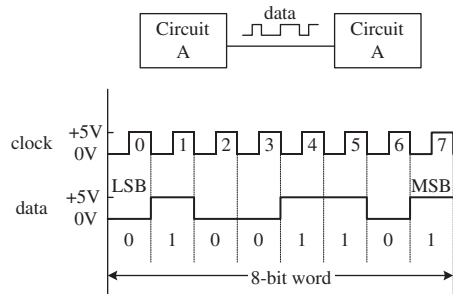 data
Circuit A
Circuit A
clock
+5V
0V
0 1 2 3 4 5 6 7
LSB
MSB
data
+5V
0V
0 1 0 0 1 1 0 1
8-bit word